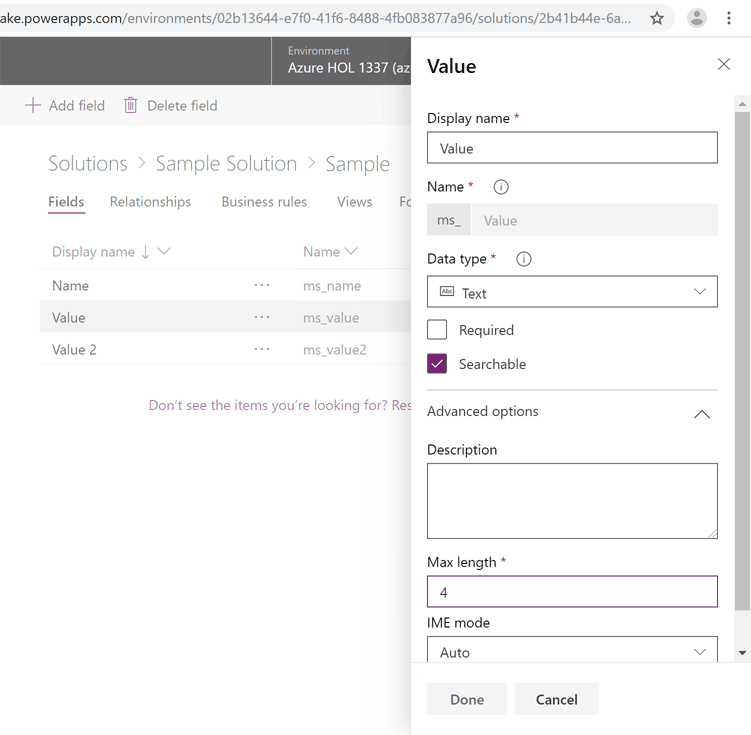 ake.powerapps.com/environments/02b13644-e7f0-41f6-8488-4fb083877a96/solutions/2b41b44e-6a...
Environment
Azure HOL 1337 (az
Add field Delete field
Solutions > Sample Solution > Sample
Fields Relationships Business rules Views Fo
Display name ↓ Name
Name ··· ms_name
Value ··· ms_value
Value 2 ··· ms_value2
Don't see the items you're looking for? Res
Value
Display name *
Value
Name *
ms_ Value
Data type *
Abc Text
Required
Searchable
Advanced options
Description
Max length *
4
IME mode
Auto
Done Cancel